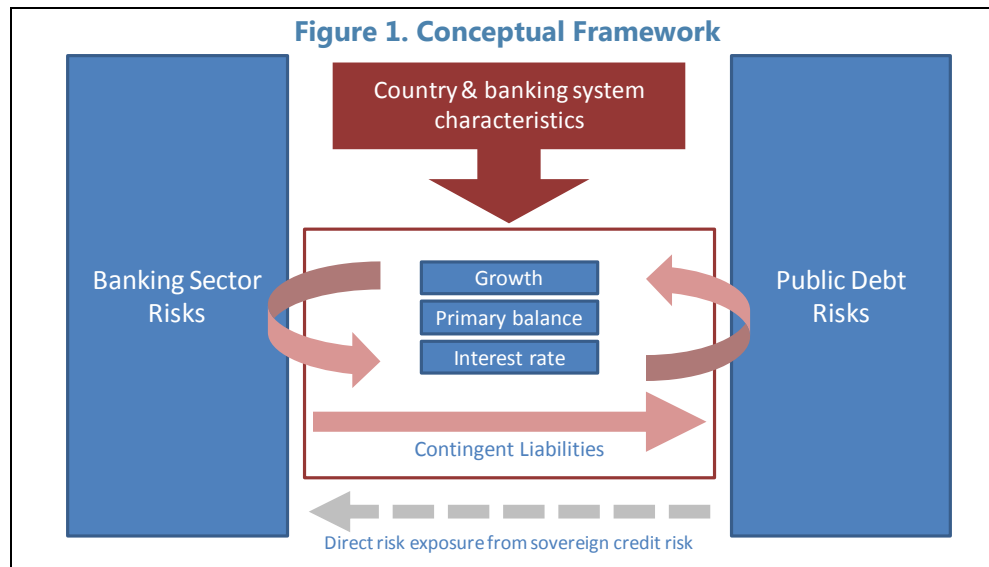 Figure 1. Conceptual Framework
Country & banking system
characteristics
Banking Sector
Risks
Growth
Primary balance
Interest rate
Public Debt
Risks
Contingent Liabilities
Direct risk exposure from sovereign credit risk